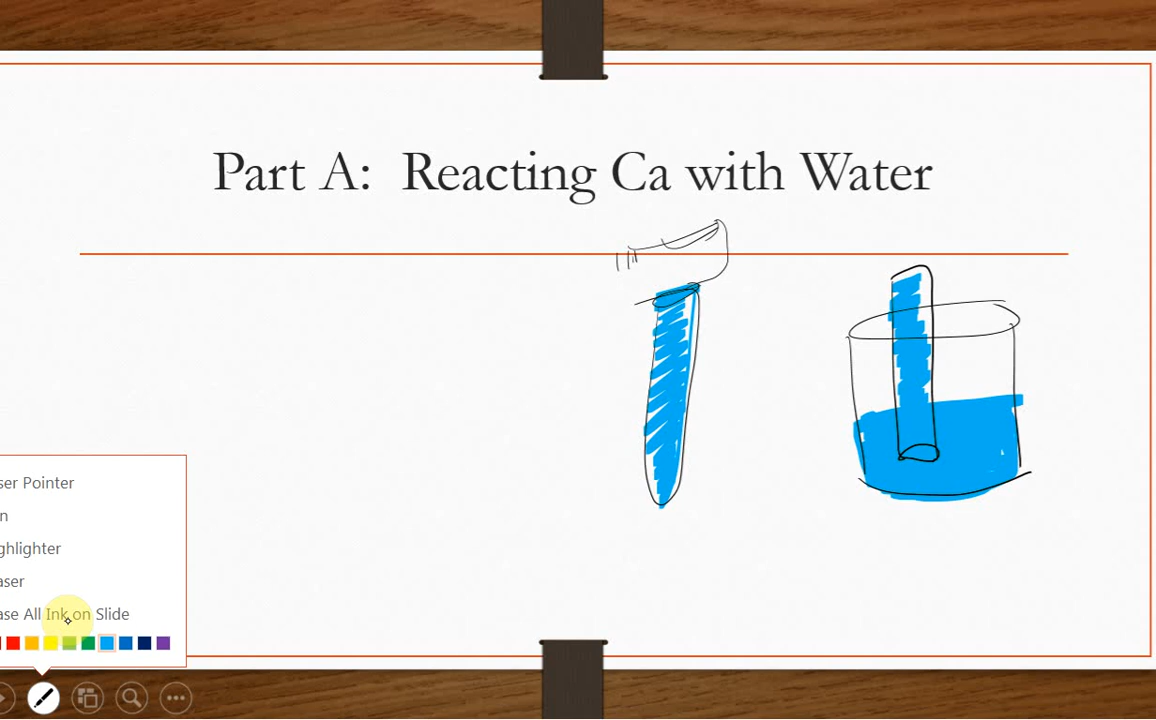 Part A:  Reacting Ca with Water
ser Pointer
n
ghlighter
aser
ase All Ink on Slide